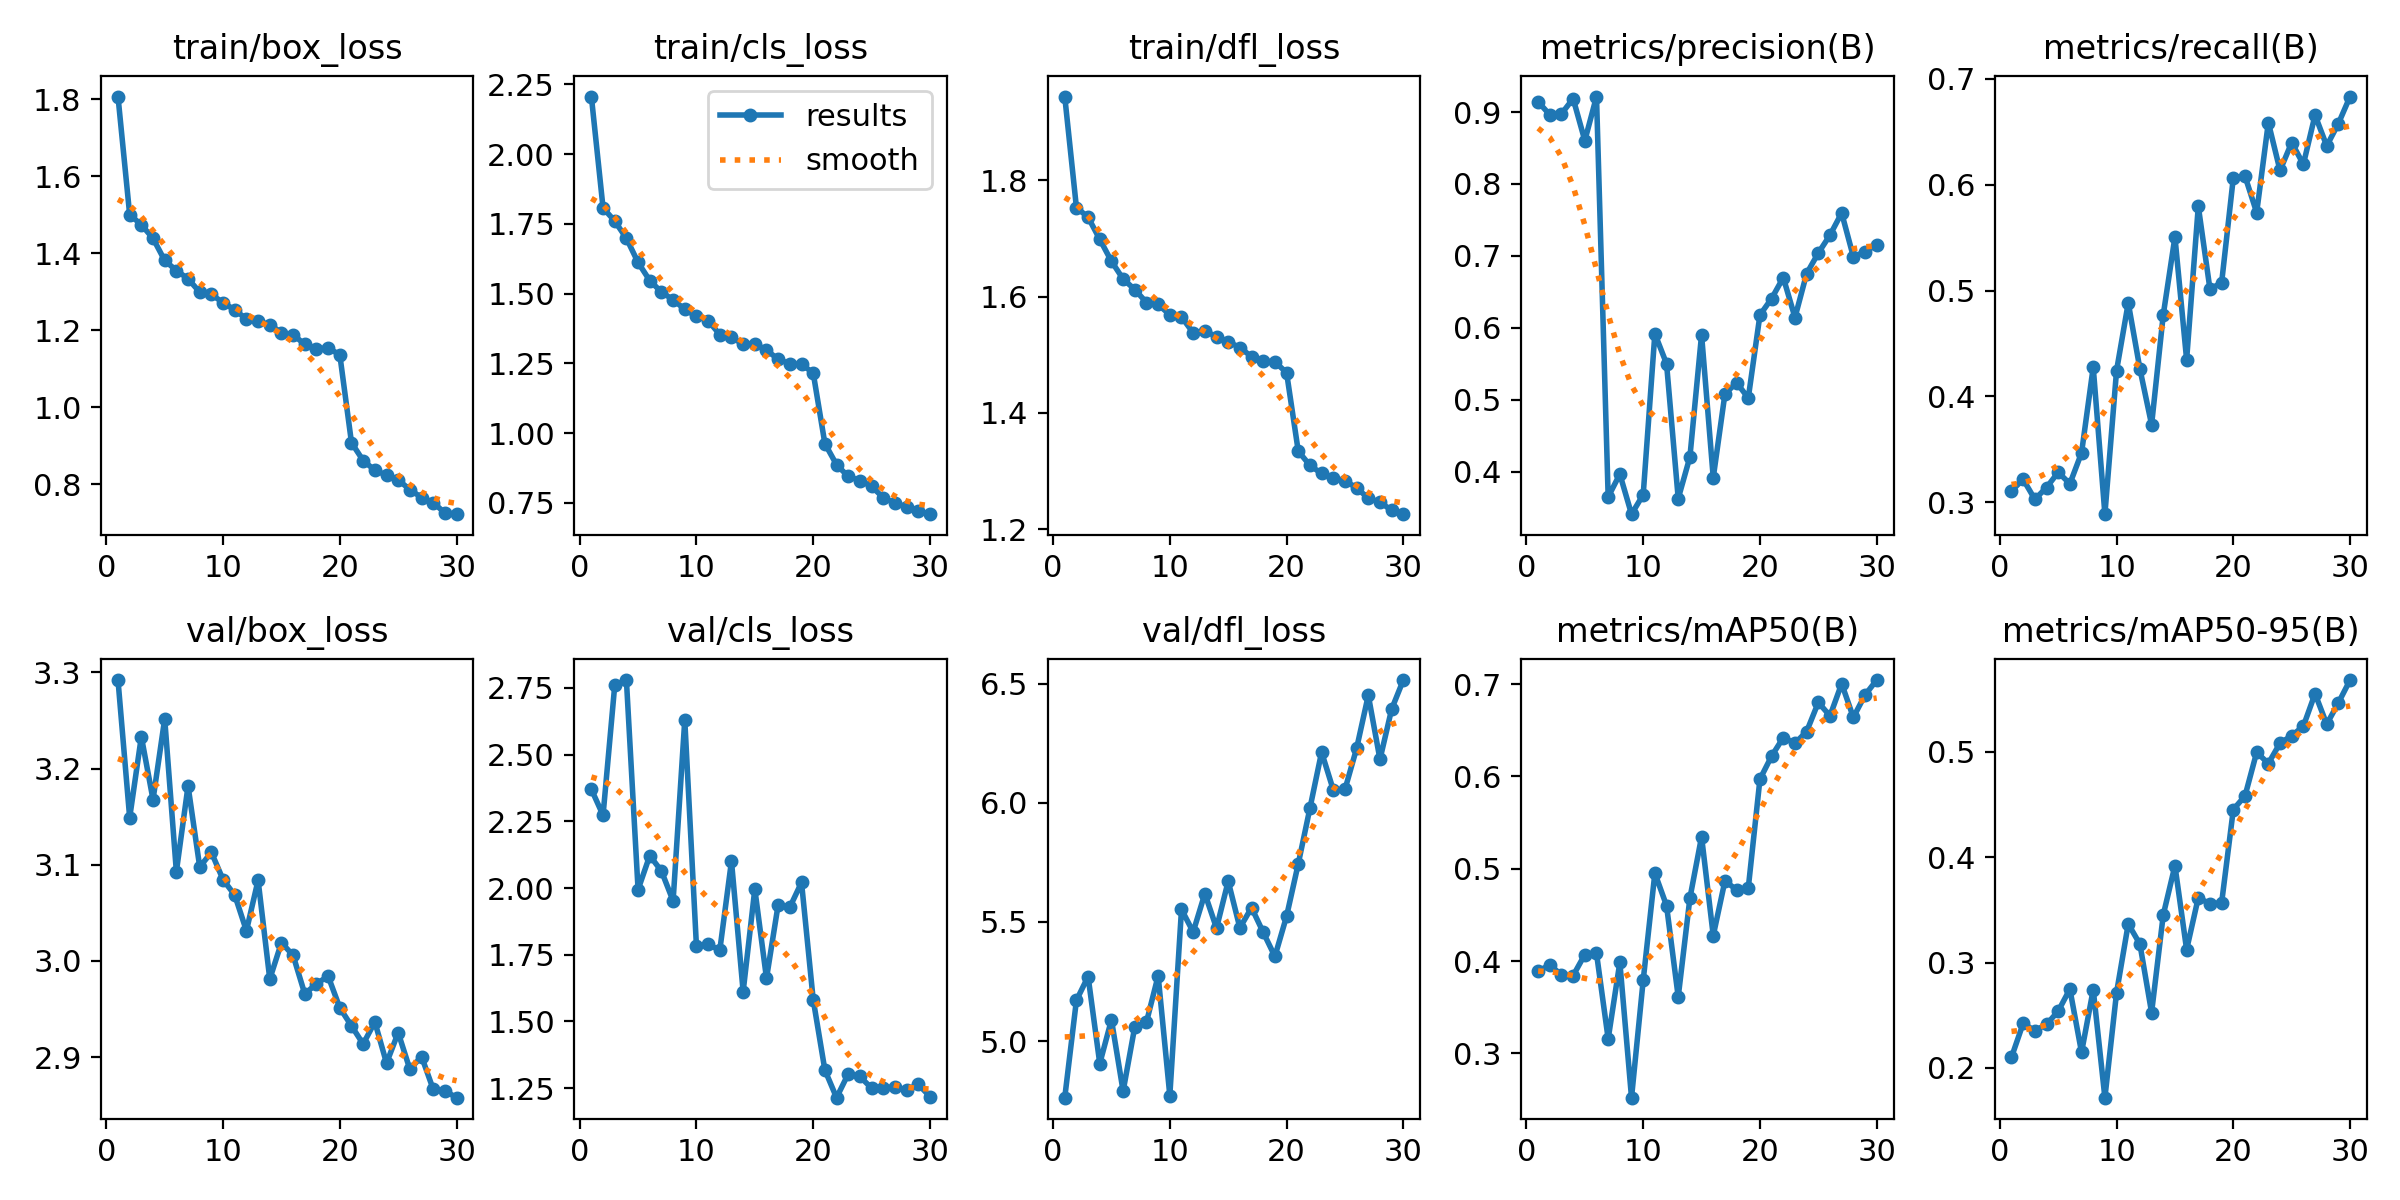 train/box_loss
1.8
1.6
1.4
1.2
1.0
0.8
0 10 20 30
train/cls_loss
2.25
2.00
1.75
1.50
1.25
1.00
0.75
results
smooth
0 10 20 30
train/dfl_loss
1.8
1.6
1.4
1.2
0 10 20 30
metrics/precision(B)
0.9
0.8
0.7
0.6
0.5
0.4
0 10 20 30
metrics/recall(B)
0.7
0.6
0.5
0.4
0.3
0 10 20 30
val/box_loss
3.3
3.2
3.1
3.0
2.9
0 10 20 30
val/cls_loss
2.75
2.50
2.25
2.00
1.75
1.50
1.25
0 10 20 30
val/dfl_loss
6.5
6.0
5.5
5.0
0 10 20 30
metrics/mAP50(B)
0.7
0.6
0.5
0.4
0.3
0 10 20 30
metrics/mAP50-95(B)
0.5
0.4
0.3
0.2
0 10 20 30